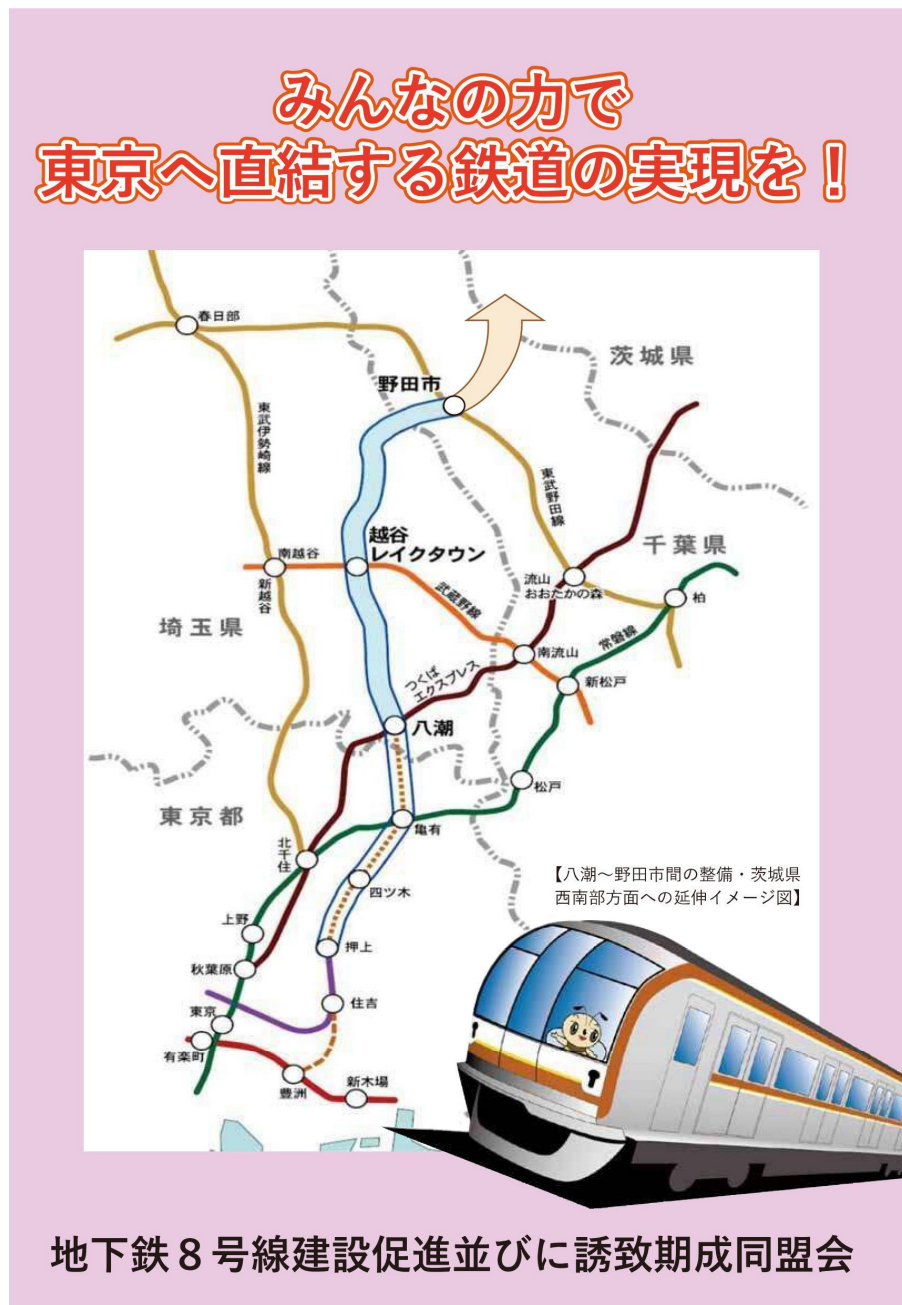 みんなの力で
東京へ直結する鉄道の実現を！
春日部
茨城県
野田市
東武伊勢崎線
東武野田線
越谷
レイクタウン
南越谷
新越谷
千葉県
流山
おおたかの森
柏
武蔵野線
埼玉県
常磐線
南流山
つくば
エクスプレス
新松戸
八潮
松戸
東京都
亀有
北千住
【八潮～野田市間の整備・茨城県
西南部方面への延伸イメージ図】
四ツ木
上野
押上
秋葉原
住吉
東京
有楽町
豊洲
新木場
地下鉄８号線建設促進並びに誘致期成同盟会